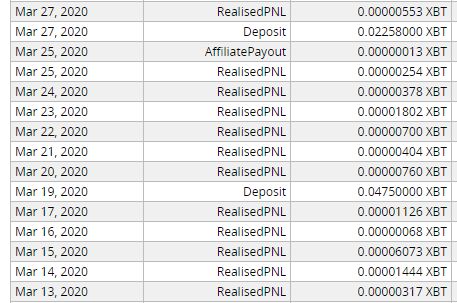 Mar 27, 2020 RealisedPNL 0.00000553 XBT
Mar 27, 2020 Deposit 0.02258000 XBT
Mar 25, 2020 AffiliatePayout 0.00000013 XBT
Mar 25, 2020 RealisedPNL 0.00000254 XBT
Mar 24, 2020 RealisedPNL 0.00000378 XBT
Mar 23, 2020 RealisedPNL 0.00001802 XBT
Mar 22, 2020 RealisedPNL 0.00000700 XBT
Mar 21, 2020 RealisedPNL 0.00000404 XBT
Mar 20, 2020 RealisedPNL 0.00000760 XBT
Mar 19, 2020 Deposit 0.04750000 XBT
Mar 17, 2020 RealisedPNL 0.00001126 XBT
Mar 16, 2020 RealisedPNL 0.00000068 XBT
Mar 15, 2020 RealisedPNL 0.00006073 XBT
Mar 14, 2020 RealisedPNL 0.00001444 XBT
Mar 13, 2020 RealisedPNL 0.00000317 XBT